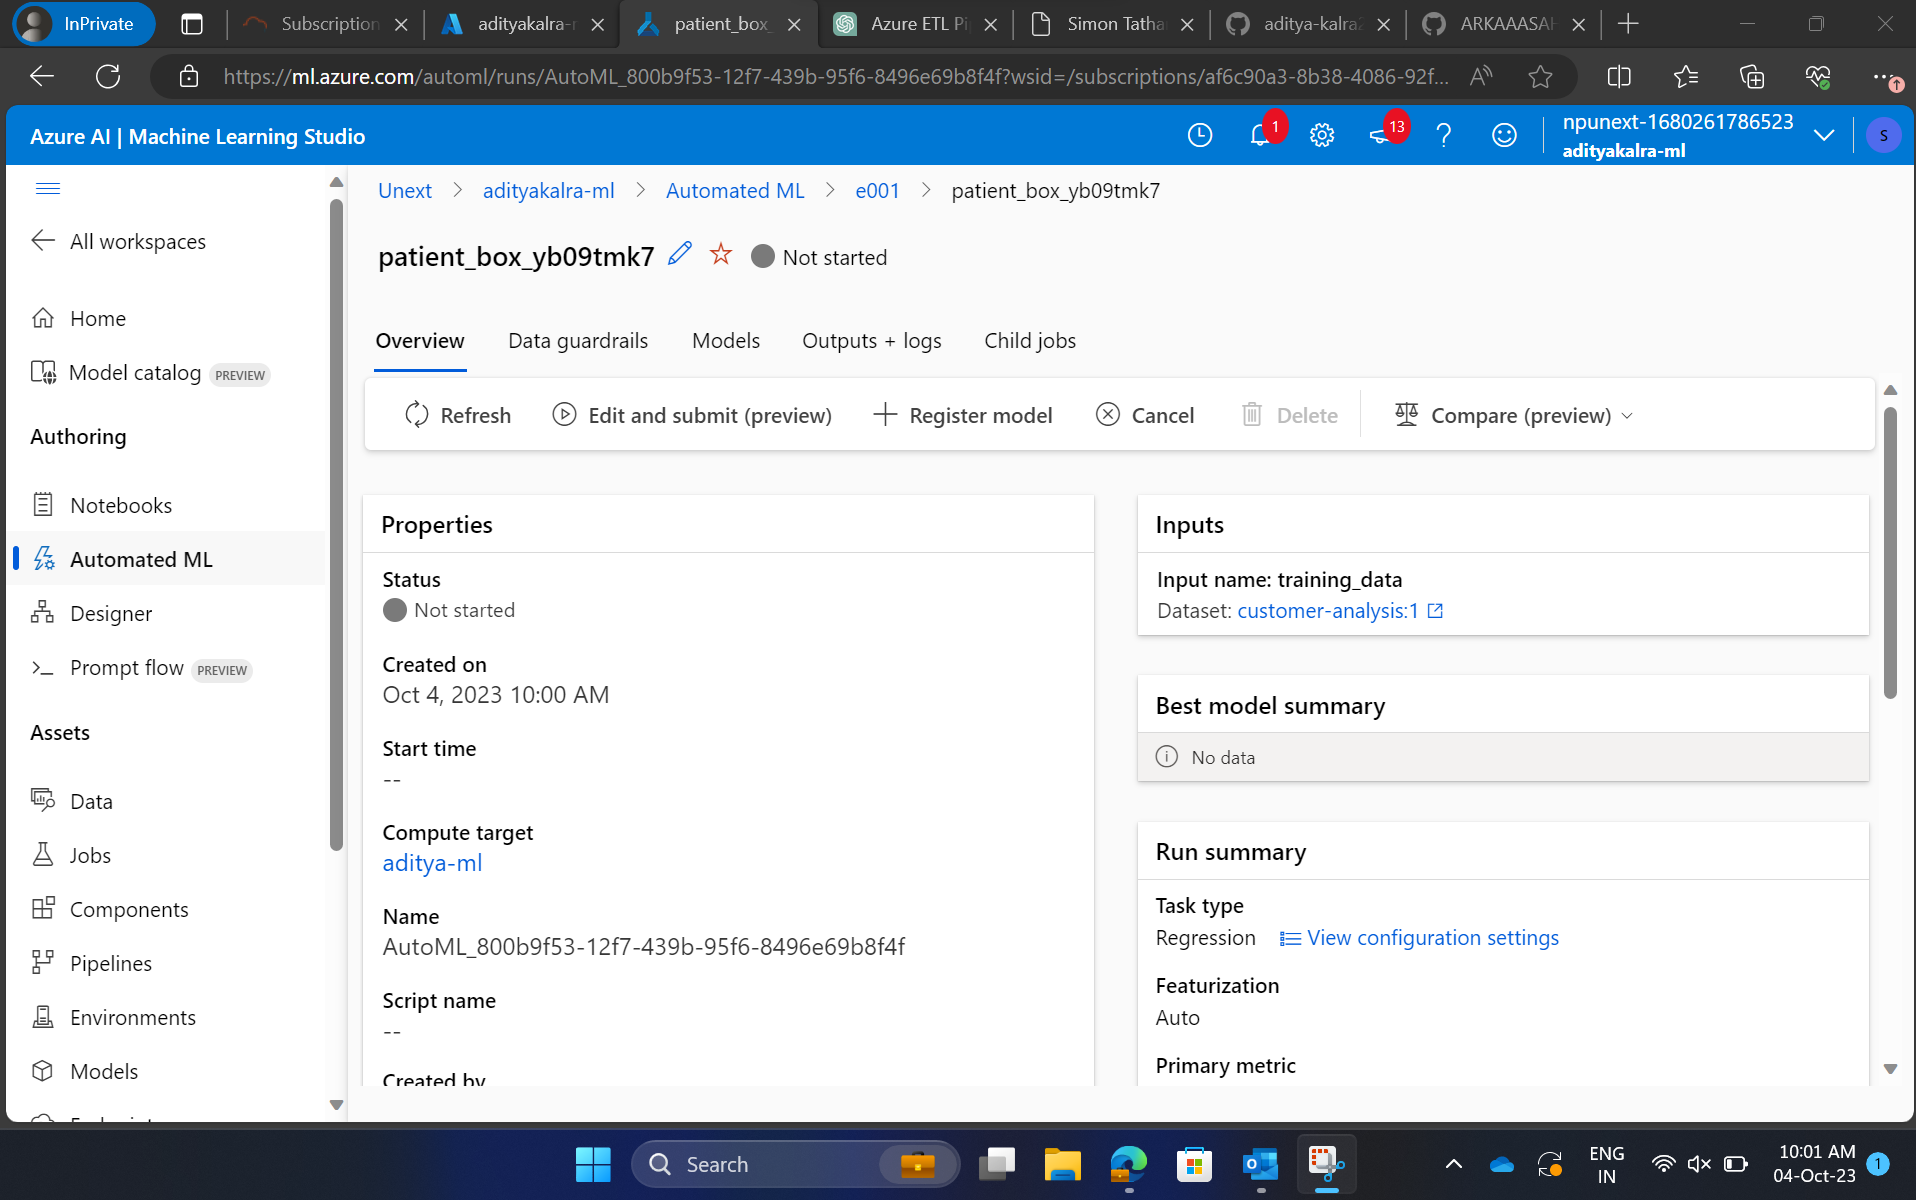 InPrivate
Subscription
adityakalra-
patient_box_
Azure ETL Pi
Simon Tatha
aditya-kalra
ARKAAASAH
https://ml.azure.com/automl/runs/AutoML_800b9f53-12f7-439b-95f6-8496e69b8f4f?wsid=/subscriptions/af6c90a3-8b38-4086-92f...
Azure AI | Machine Learning Studio
1
13
npunext-1680261786523
adityakalra-ml
S
All workspaces
Home
Model catalog PREVIEW
Authoring
Notebooks
Automated ML
Designer
Prompt flow PREVIEW
Assets
Data
Jobs
Components
Pipelines
Environments
Models
Unext > adityakalra-ml > Automated ML > e001 > patient_box_yb09tmk7
patient_box_yb09tmk7 Not started
Overview Data guardrails Models Outputs + logs Child jobs
Refresh Edit and submit (preview) Register model Cancel Delete Compare (preview)
Properties
Status
Not started
Created on
Oct 4, 2023 10:00 AM
Start time
--
Compute target
aditya-ml
Name
AutoML_800b9f53-12f7-439b-95f6-8496e69b8f4f
Script name
--
Created by
Inputs
Input name: training_data
Dataset: customer-analysis:1
Best model summary
No data
Run summary
Task type
Regression View configuration settings
Featurization
Auto
Primary metric
Search
ENG
IN
10:01 AM
04-Oct-23
1